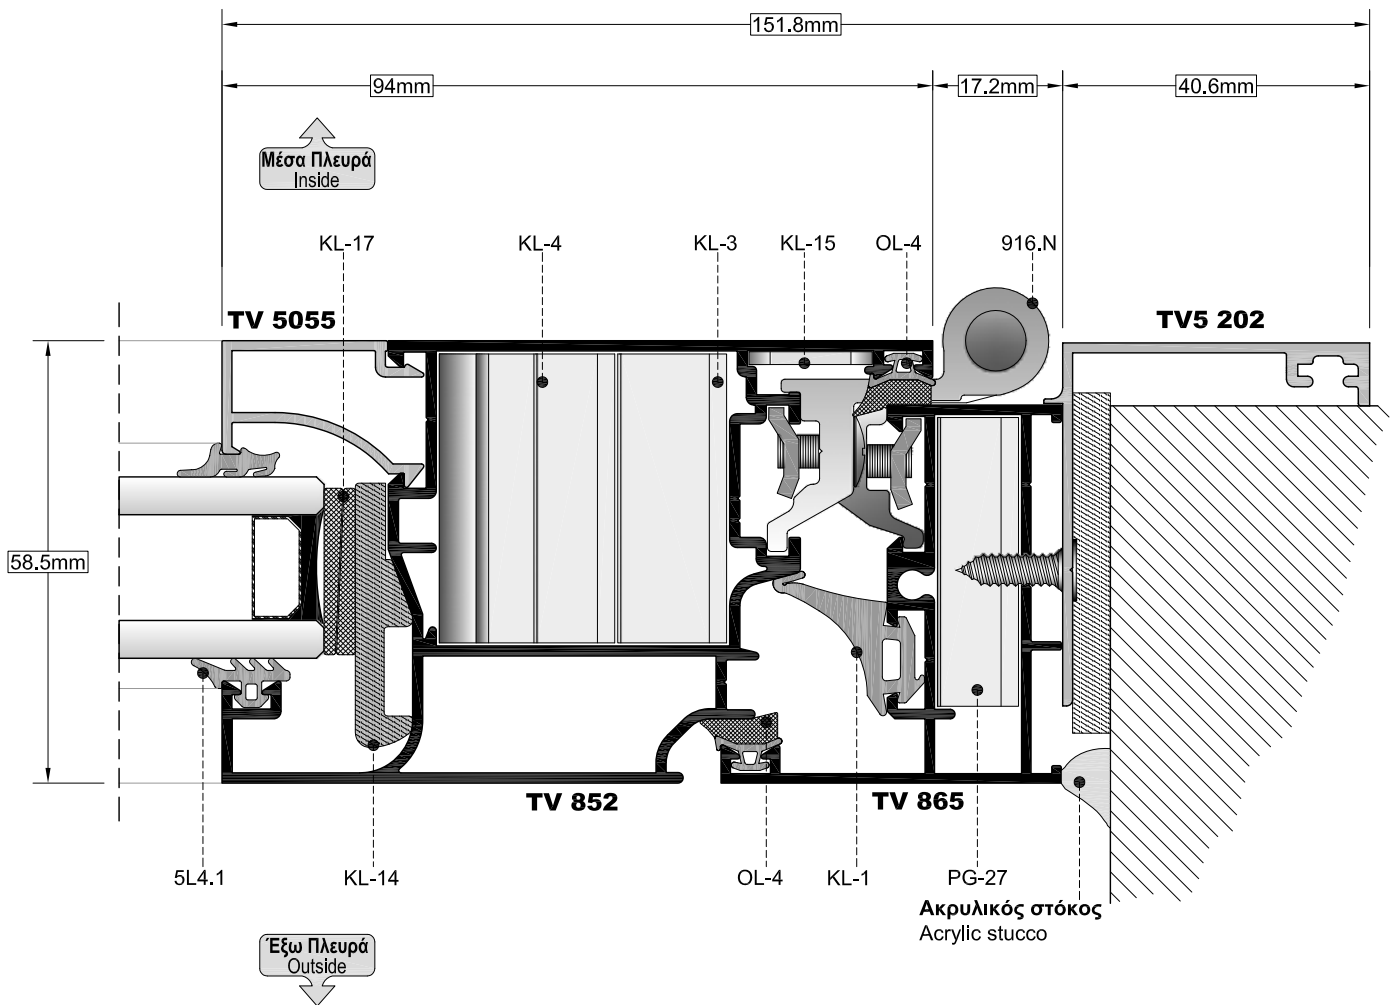 151.8mm
94mm
17.2mm
40.6mm
Μέσα Πλευρά
Inside
KL-17
KL-4
KL-3
KL-15
OL-4
916.N
TV 5055
TV5 202
58.5mm
TV 852
TV 865
5L4.1
KL-14
OL-4
KL-1
PG-27
Ακρυλικός στόκος
Acrylic stucco
Έξω Πλευρά
Outside